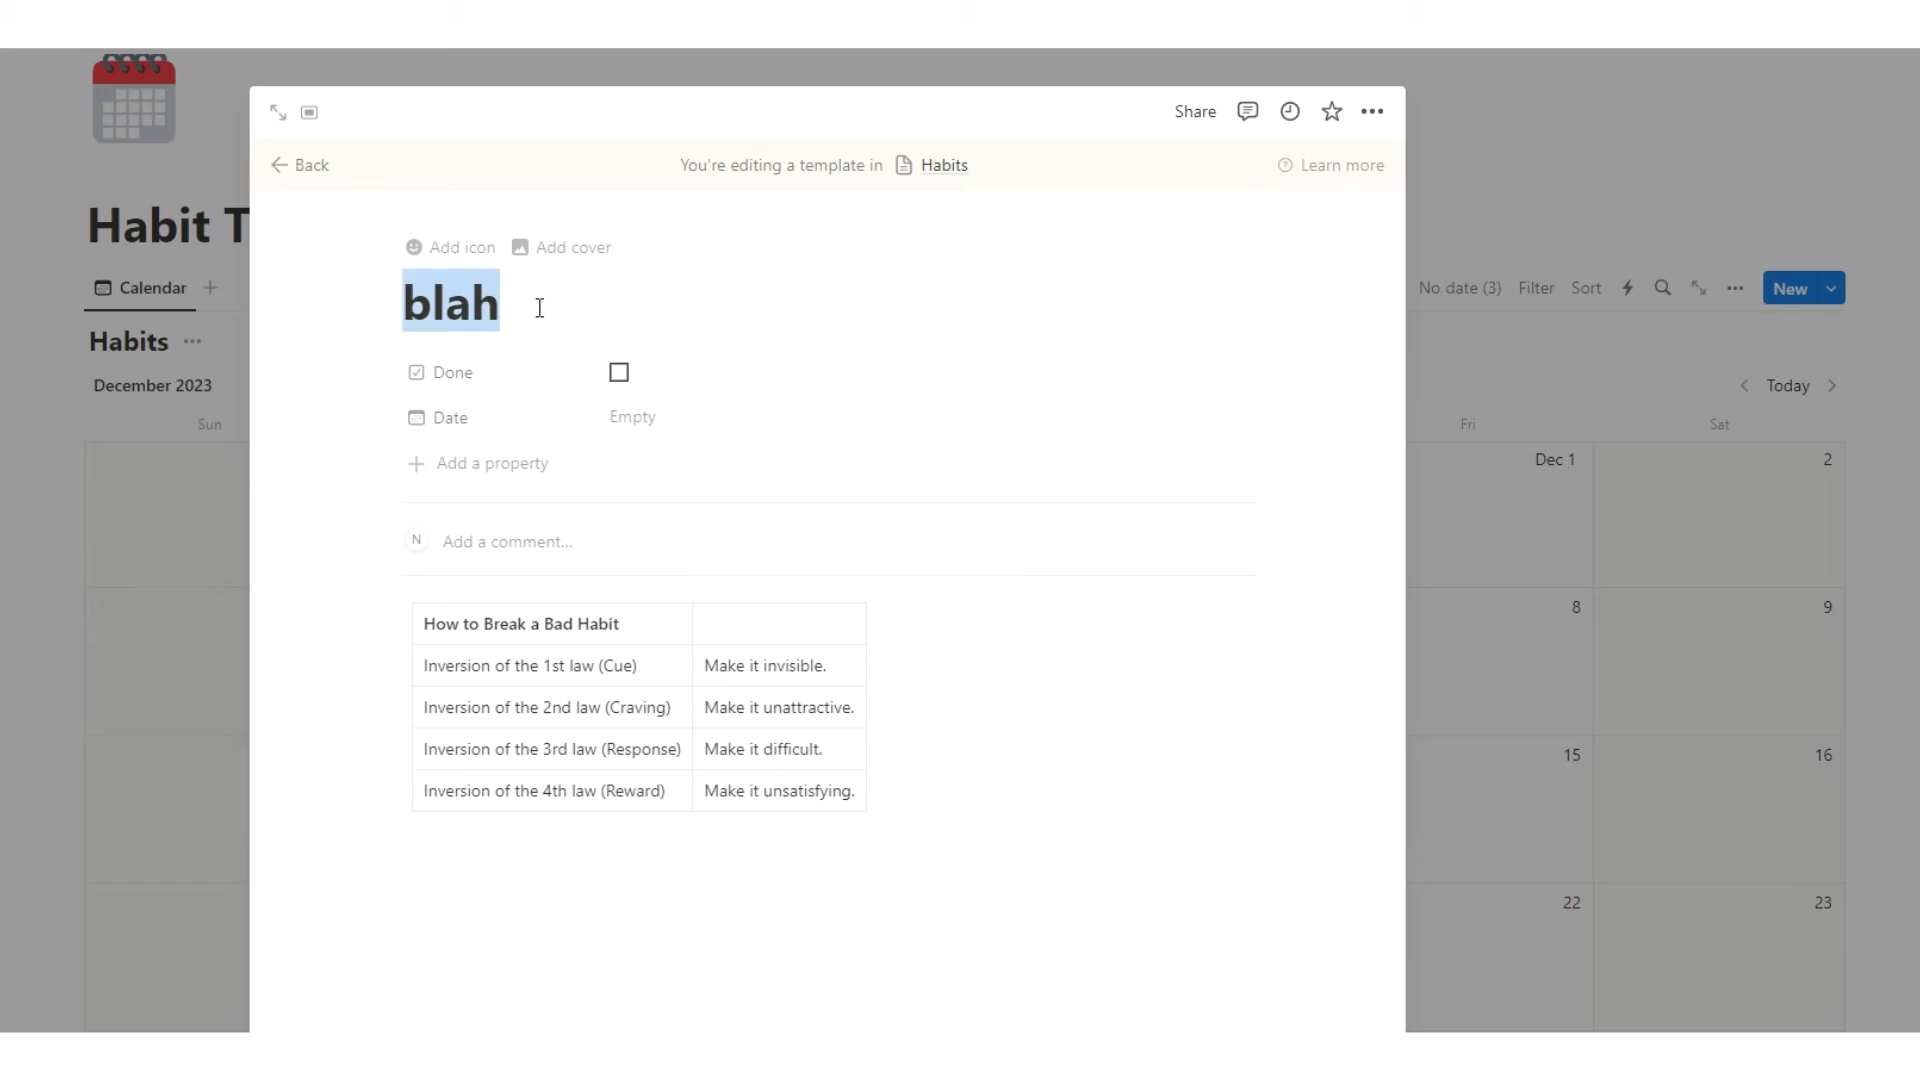 Share
Back
You're editing a template in Habits
Learn more
Habit T
Add icon Add cover
Calendar
blah
No date (3) Filter Sort
New
Habits
Done
December 2023
Today
Date Empty
Sun
Fri
Sat
Add a property
Dec 1
2
N Add a comment...
How to Break a Bad Habit
8
9
Inversion of the 1st law (Cue) Make it invisible.
Inversion of the 2nd law (Craving) Make it unattractive.
Inversion of the 3rd law (Response) Make it difficult.
15
16
Inversion of the 4th law (Reward) Make it unsatisfying.
22
23